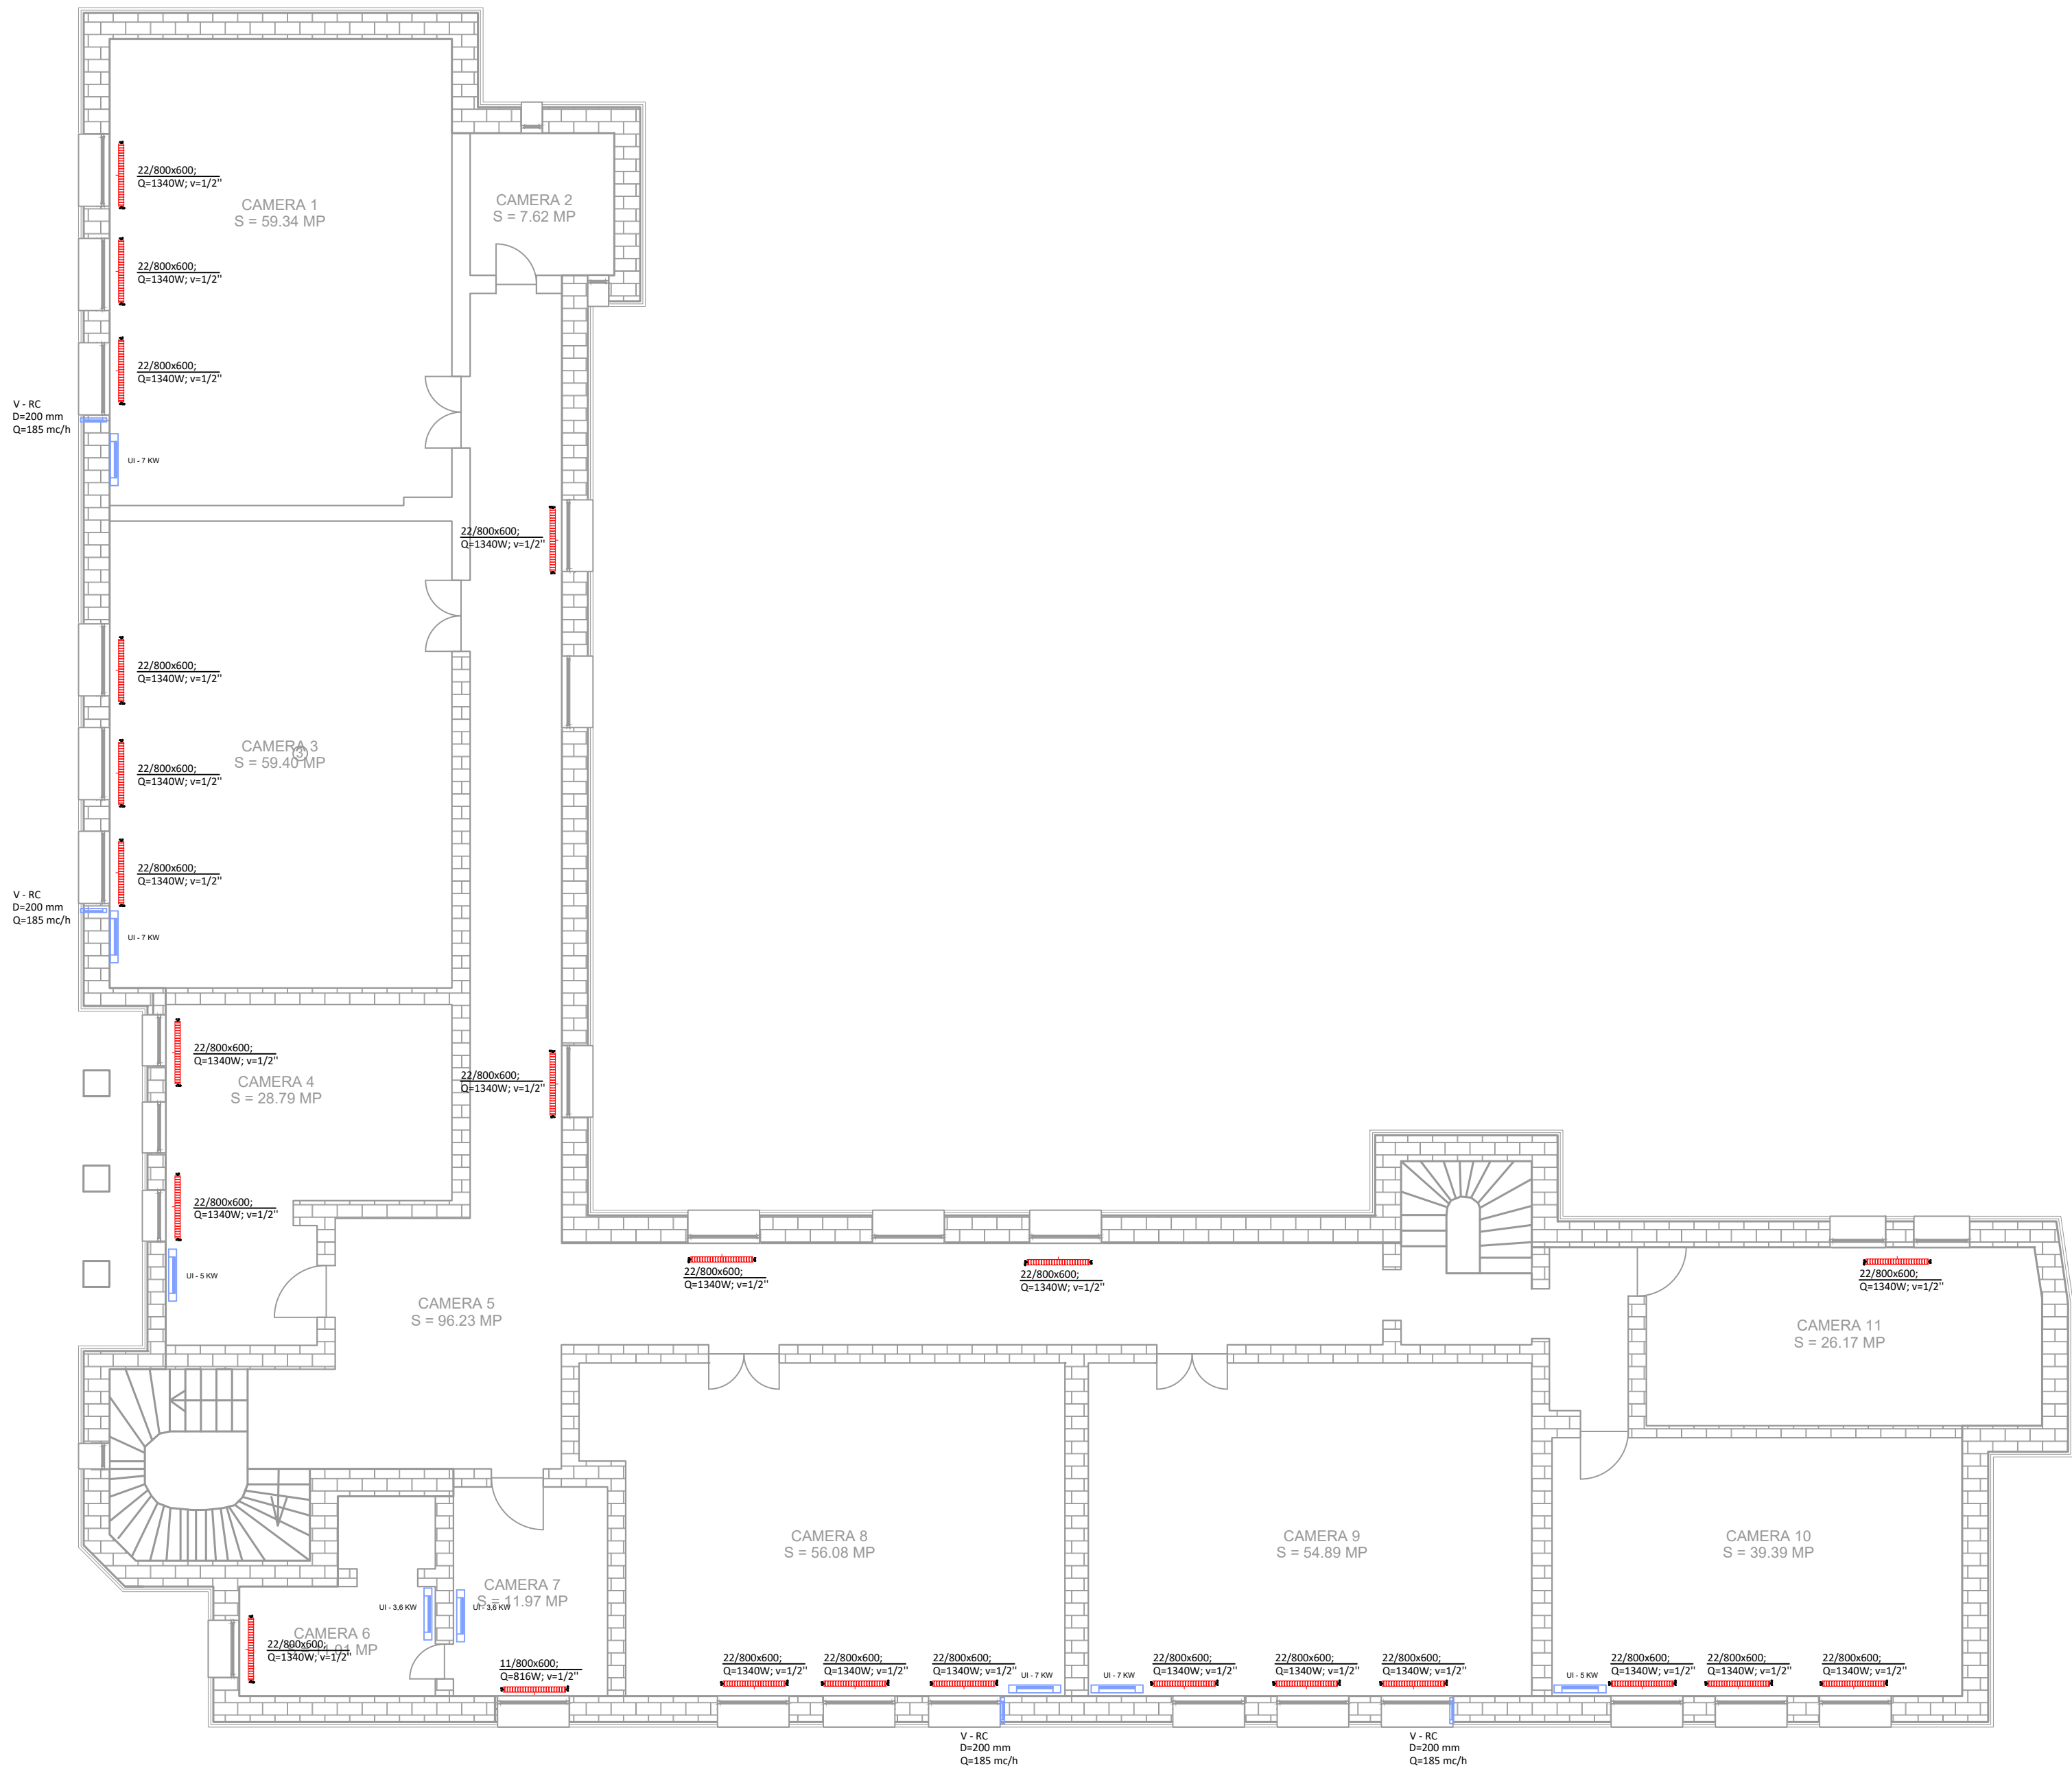 22/800x600;
Q=1340W; v=1/2''
CAMERA 1
S = 59.34 MP
CAMERA 2
S = 7.62 MP
22/800x600;
Q=1340W; v=1/2''
22/800x600;
Q=1340W; v=1/2''
V - RC
D=200 mm
Q=185 mc/h
UI - 7 KW
22/800x600;
Q=1340W; v=1/2''
22/800x600;
Q=1340W; v=1/2''
CAMERA 3
3
S = 59.40 MP
22/800x600;
Q=1340W; v=1/2''
22/800x600;
Q=1340W; v=1/2''
V - RC
D=200 mm
Q=185 mc/h
UI - 7 KW
22/800x600;
Q=1340W; v=1/2''
CAMERA 4
S = 28.79 MP
22/800x600;
Q=1340W; v=1/2''
22/800x600;
Q=1340W; v=1/2''
UI - 5 KW
CAMERA 5
S = 96.23 MP
22/800x600;
Q=1340W; v=1/2''
22/800x600;
Q=1340W; v=1/2''
22/800x600;
Q=1340W; v=1/2''
CAMERA 11
S = 26.17 MP
CAMERA 8
S = 56.08 MP
CAMERA 9
S = 54.89 MP
CAMERA 10
S = 39.39 MP
CAMERA 7
S = 11.97 MP
UI - 3,6 KW
UI - 3,6 KW
CAMERA 6
MP
22/800x600;
Q=1340W; v=1/2''
11/800x600;
Q=816W; v=1/2''
22/800x600;
Q=1340W; v=1/2''
22/800x600;
Q=1340W; v=1/2''
22/800x600;
Q=1340W; v=1/2''
UI - 7 KW
UI - 7 KW
22/800x600;
Q=1340W; v=1/2''
22/800x600;
Q=1340W; v=1/2''
22/800x600;
Q=1340W; v=1/2''
UI - 5 KW
22/800x600;
Q=1340W; v=1/2''
22/800x600;
Q=1340W; v=1/2''
22/800x600;
Q=1340W; v=1/2''
V - RC
D=200 mm
Q=185 mc/h
V - RC
D=200 mm
Q=185 mc/h